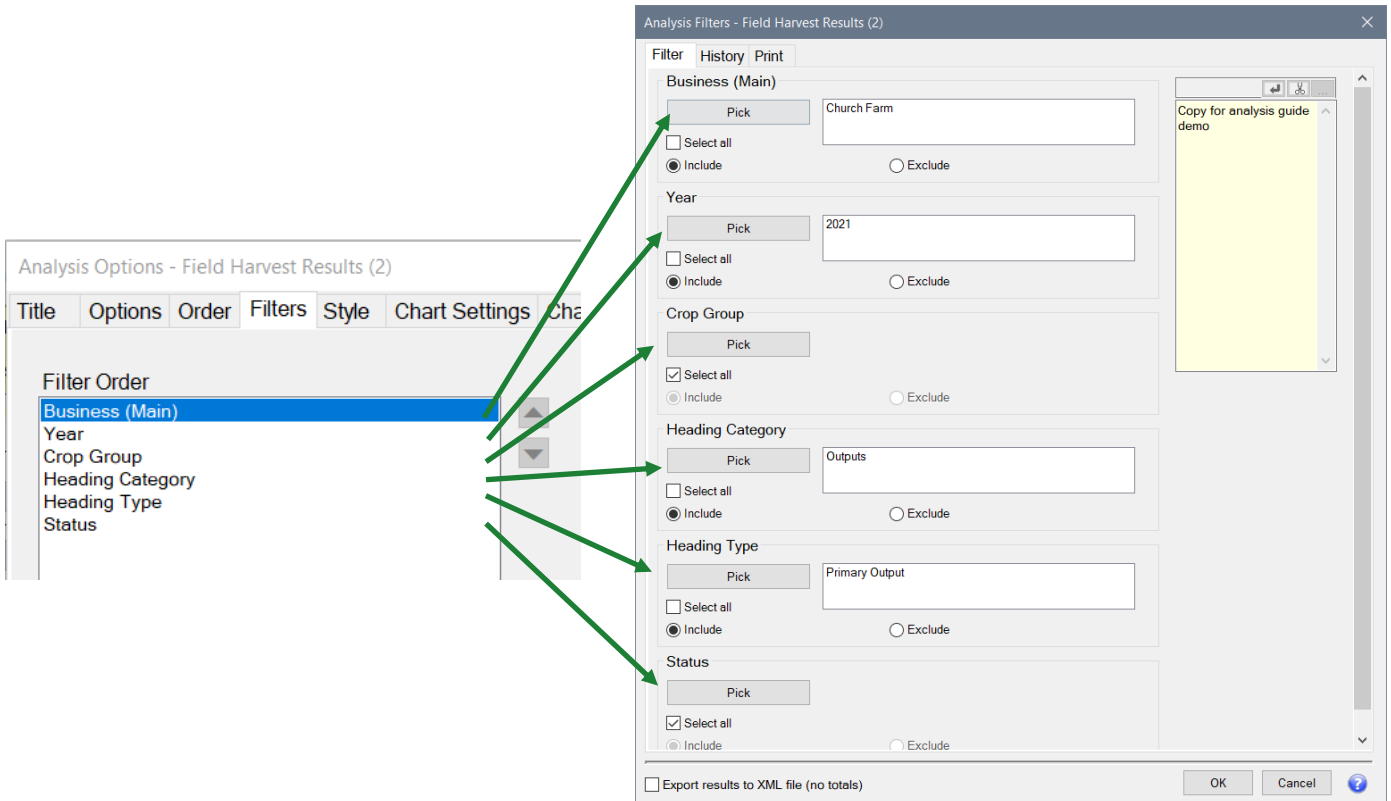 Analysis Options - Field Harvest Results (2)
Title Options Order Filters Style Chart Settings Cha
Filter Order
Business (Main)
Year
Crop Group
Heading Category
Heading Type
Status
Analysis Filters - Field Harvest Results (2)
Filter History Print
Business (Main)
Pick Church Farm
Select all
Include Exclude
Year
Pick 2021
Select all
Include Exclude
Crop Group
Pick
Select all
Include Exclude
Heading Category
Pick Outputs
Select all
Include Exclude
Heading Type
Pick Primary Output
Select all
Include Exclude
Status
Pick
Select all
Include Exclude
...
Copy for analysis guide
demo
Export results to XML file (no totals)
OK Cancel ?